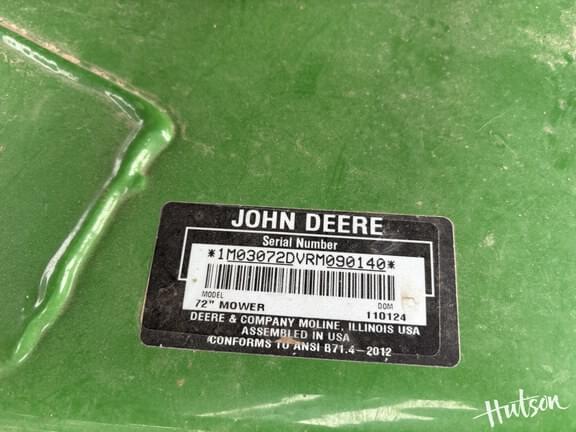 JOHN DEERE
Serial Number
*1M03072DVRM090140*
MODEL DOM
72" MOWER 110124
DEERE & COMPANY MOLINE, ILLINOIS USA
ASSEMBLED IN USA
CONFORMS TO ANSI B71.4-2012
Hutson